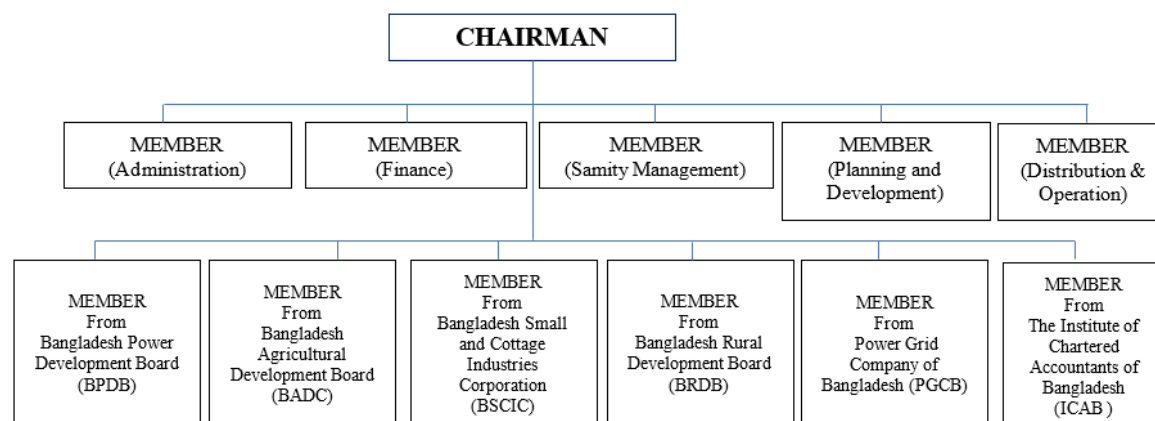 CHAIRMAN
MEMBER
(Administration)
MEMBER
(Finance)
MEMBER
(Samity Management)
MEMBER
(Planning and
Development)
MEMBER
(Distribution &
Operation)
MEMBER
From
Bangladesh Power
Development Board
(BPDB)
MEMBER
From
Bangladesh
Agricultural
Development Board
(BADC)
MEMBER
From
Bangladesh Small
and Cottage
Industries
Corporation
(BSCIC)
MEMBER
From
Bangladesh Rural
Development Board
(BRDB)
MEMBER
From
Power Grid
Company of
Bangladesh (PGCB)
MEMBER
From
The Institute of
Chartered
Accountants of
Bangladesh
(ICAB )